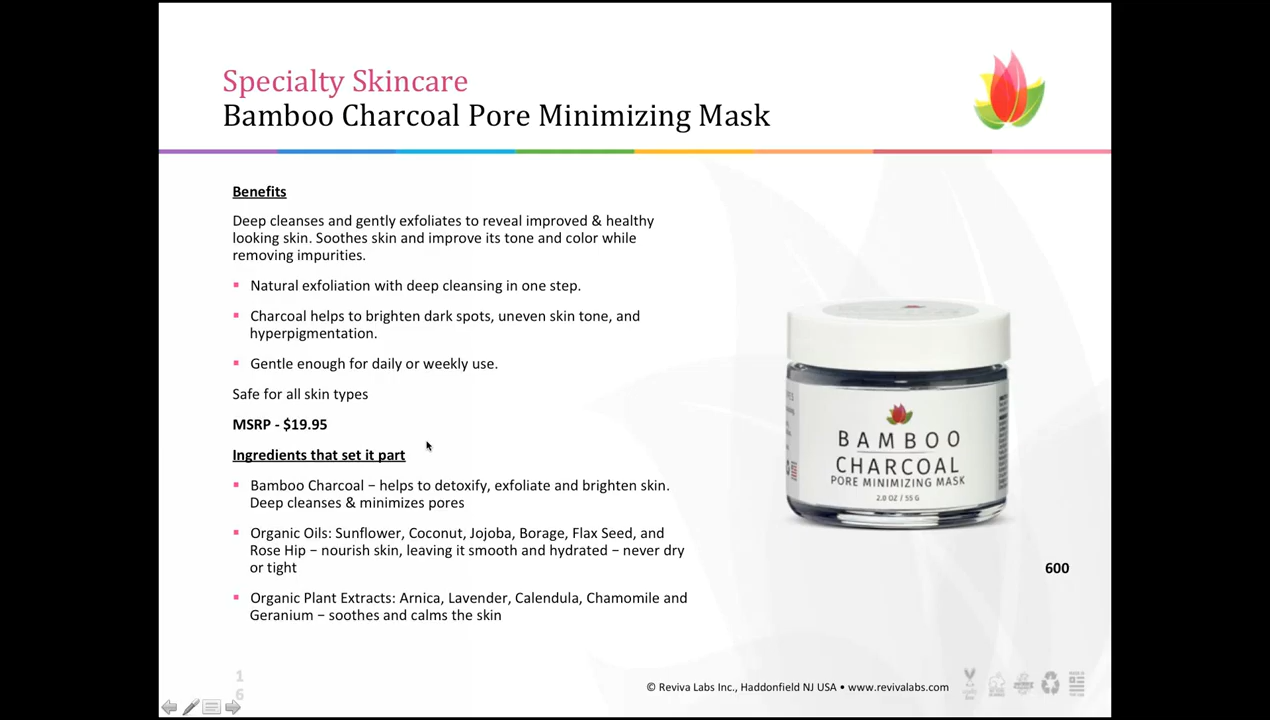 Specialty Skincare
Bamboo Charcoal Pore Minimizing Mask
Benefits
Deep cleanses and gently exfoliates to reveal improved & healthy
looking skin. Soothes skin and improve its tone and color while
removing impurities.
Natural exfoliation with deep cleansing in one step.
Charcoal helps to brighten dark spots, uneven skin tone, and
hyperpigmentation.
Gentle enough for daily or weekly use.
Safe for all skin types
MSRP - $19.95
Ingredients that set it part
Bamboo Charcoal – helps to detoxify, exfoliate and brighten skin.
Deep cleanses & minimizes pores
Organic Oils: Sunflower, Coconut, Jojoba, Borage, Flax Seed, and
Rose Hip – nourish skin, leaving it smooth and hydrated – never dry
or tight
Organic Plant Extracts: Arnica, Lavender, Calendula, Chamomile and
Geranium – soothes and calms the skin
BAMBOO
CHARCOAL
PORE MINIMIZING MASK
2.0 OZ / 55 G
600
1
6
© Reviva Labs Inc., Haddonfield NJ USA • www.revivalabs.com